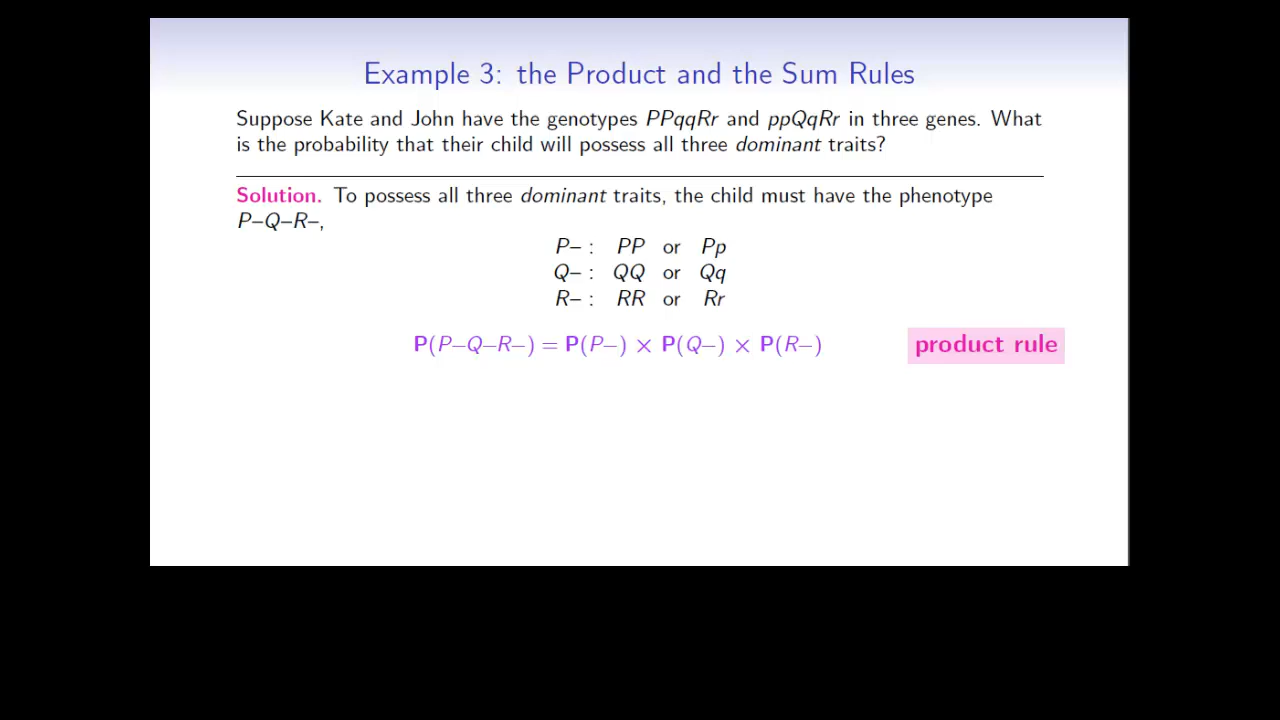 Example 3: the Product and the Sum Rules
Suppose Kate and John have the genotypes PPqqRr and ppQqRr in three genes. What
is the probability that their child will possess all three dominant traits?
Solution. To possess all three dominant traits, the child must have the phenotype
P–Q–R–,
P– : PP or Pp
Q– : QQ or Qq
R– : RR or Rr
P(P–Q–R–) = P(P–) × P(Q–) × P(R–) product rule